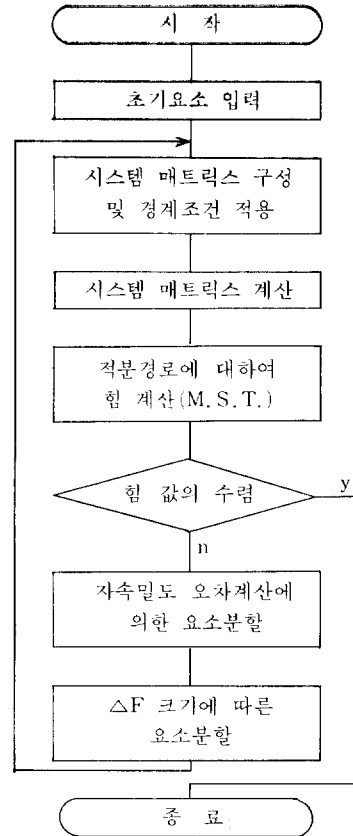 시 작
초기요소 입력
시스템 매트릭스 구성
및 경계조건 적용
시스템 매트릭스 계산
적분경로에 대하여
힘 계산(M.S.T.)
힘 값의 수렴
y
n
자속밀도 오차계산에
의한 요소분할
△F 크기에 따른
요소분할
종 료